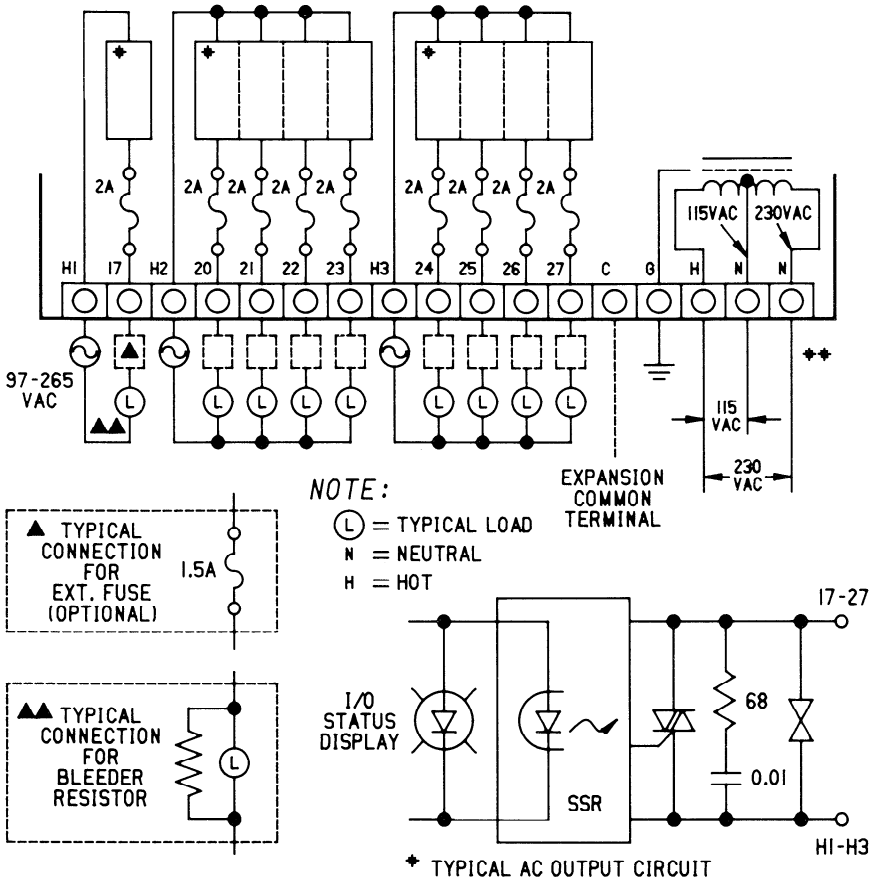 2A 2A 2A 2A 2A 2A 2A 2A 2A
115VAC 230VAC
H1 17 H2 20 21 22 23 H3 24 25 26 27 C G H N N
97-265
VAC
L L L L L L L L L
115
VAC
230
VAC
EXPANSION
COMMON
TERMINAL
NOTE:
L = TYPICAL LOAD
N = NEUTRAL
H = HOT
TYPICAL
CONNECTION
FOR
EXT. FUSE
(OPTIONAL)
1.5A
TYPICAL
CONNECTION
FOR
BLEEDER
RESISTOR
L
I/O
STATUS
DISPLAY
SSR
68
0.01
17-27
H1-H3
* TYPICAL AC OUTPUT CIRCUIT